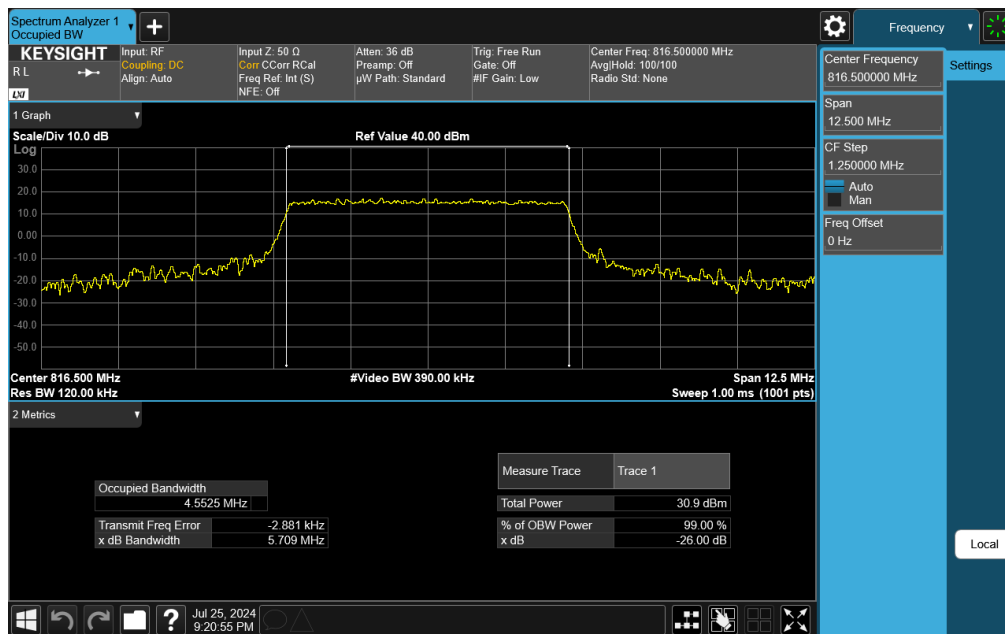 Spectrum Analyzer 1
Occupied BW
Frequency
KEYSIGHT
R L
LXI
Input: RF
Coupling: DC
Align: Auto
Input Z: 50 Ω
Corr CCorr RCal
Freq Ref: Int (S)
NFE: Off
Atten: 36 dB
Preamp: Off
µW Path: Standard
Trig: Free Run
Gate: Off
#IF Gain: Low
Center Freq: 816.500000 MHz
Avg|Hold: 100/100
Radio Std: None
Center Frequency
816.500000 MHz
Settings
Span
12.500 MHz
CF Step
1.250000 MHz
Auto
Man
Freq Offset
0 Hz
1 Graph
Scale/Div 10.0 dB
Ref Value 40.00 dBm
Log
30.0
20.0
10.0
0.00
-10.0
-20.0
-30.0
-40.0
-50.0
Center 816.500 MHz
#Video BW 390.00 kHz
Span 12.5 MHz
Res BW 120.00 kHz
Sweep 1.00 ms (1001 pts)
2 Metrics
Measure Trace Trace 1
Occupied Bandwidth
4.5525 MHz
Total Power 30.9 dBm
Transmit Freq Error -2.881 kHz
% of OBW Power 99.00 %
x dB Bandwidth 5.709 MHz
x dB -26.00 dB
Local
?
Jul 25, 2024
9:20:55 PM